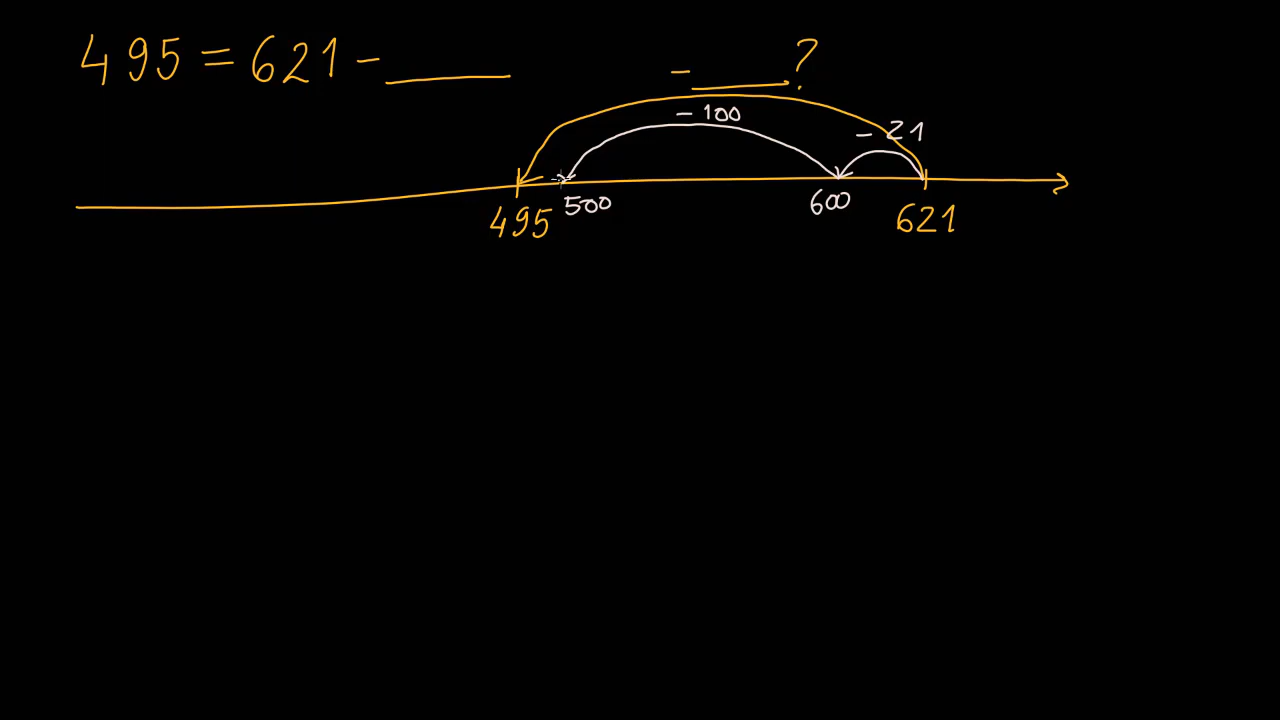 495 = 621 - ____
- ____ ?
- 100
- 21
495 500 600 621